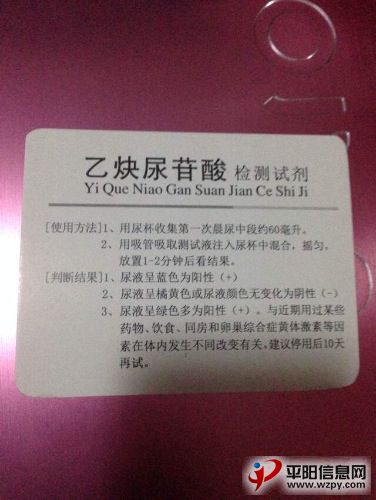 乙炔尿苷酸 检测试剂
Yi Que Niao Gan Suan Jian Ce Shi Ji
[使用方法]1、用尿杯收集第一次晨尿中段约60毫升。
2、用吸管吸取测试液注入尿杯中混合，摇匀。
放置1-2分钟后看结果。
[判断结果]1、尿液呈蓝色为阳性（+）
2、尿液呈橘黄色或尿液颜色无变化为阴性（-）
3、尿液呈绿色多为阳性（+）。与近期用过某些
药物、饮食、同房和卵巢综合症黄体激素等因
素在体内发生不同改变有关。建议停用后10天
再试。
平阳信息网
www.wzpy.com